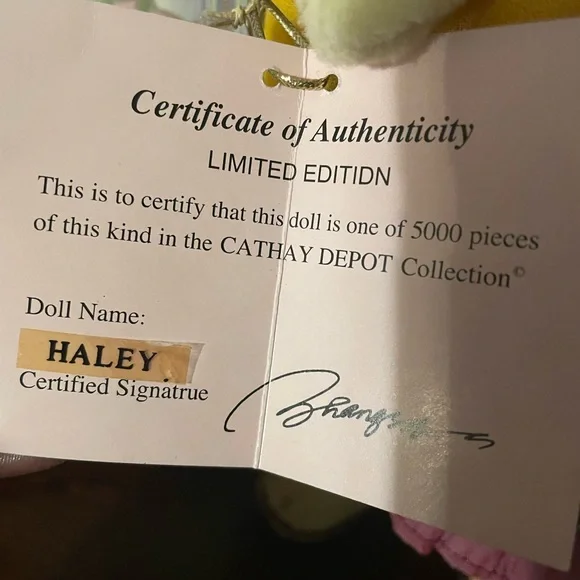 Certificate of Authenticity
LIMITED EDITIDN
This is to certify that this doll is one of 5000 pieces
of this kind in the CATHAY DEPOT Collection©
Doll Name:
HALEY
Certified Signatrue